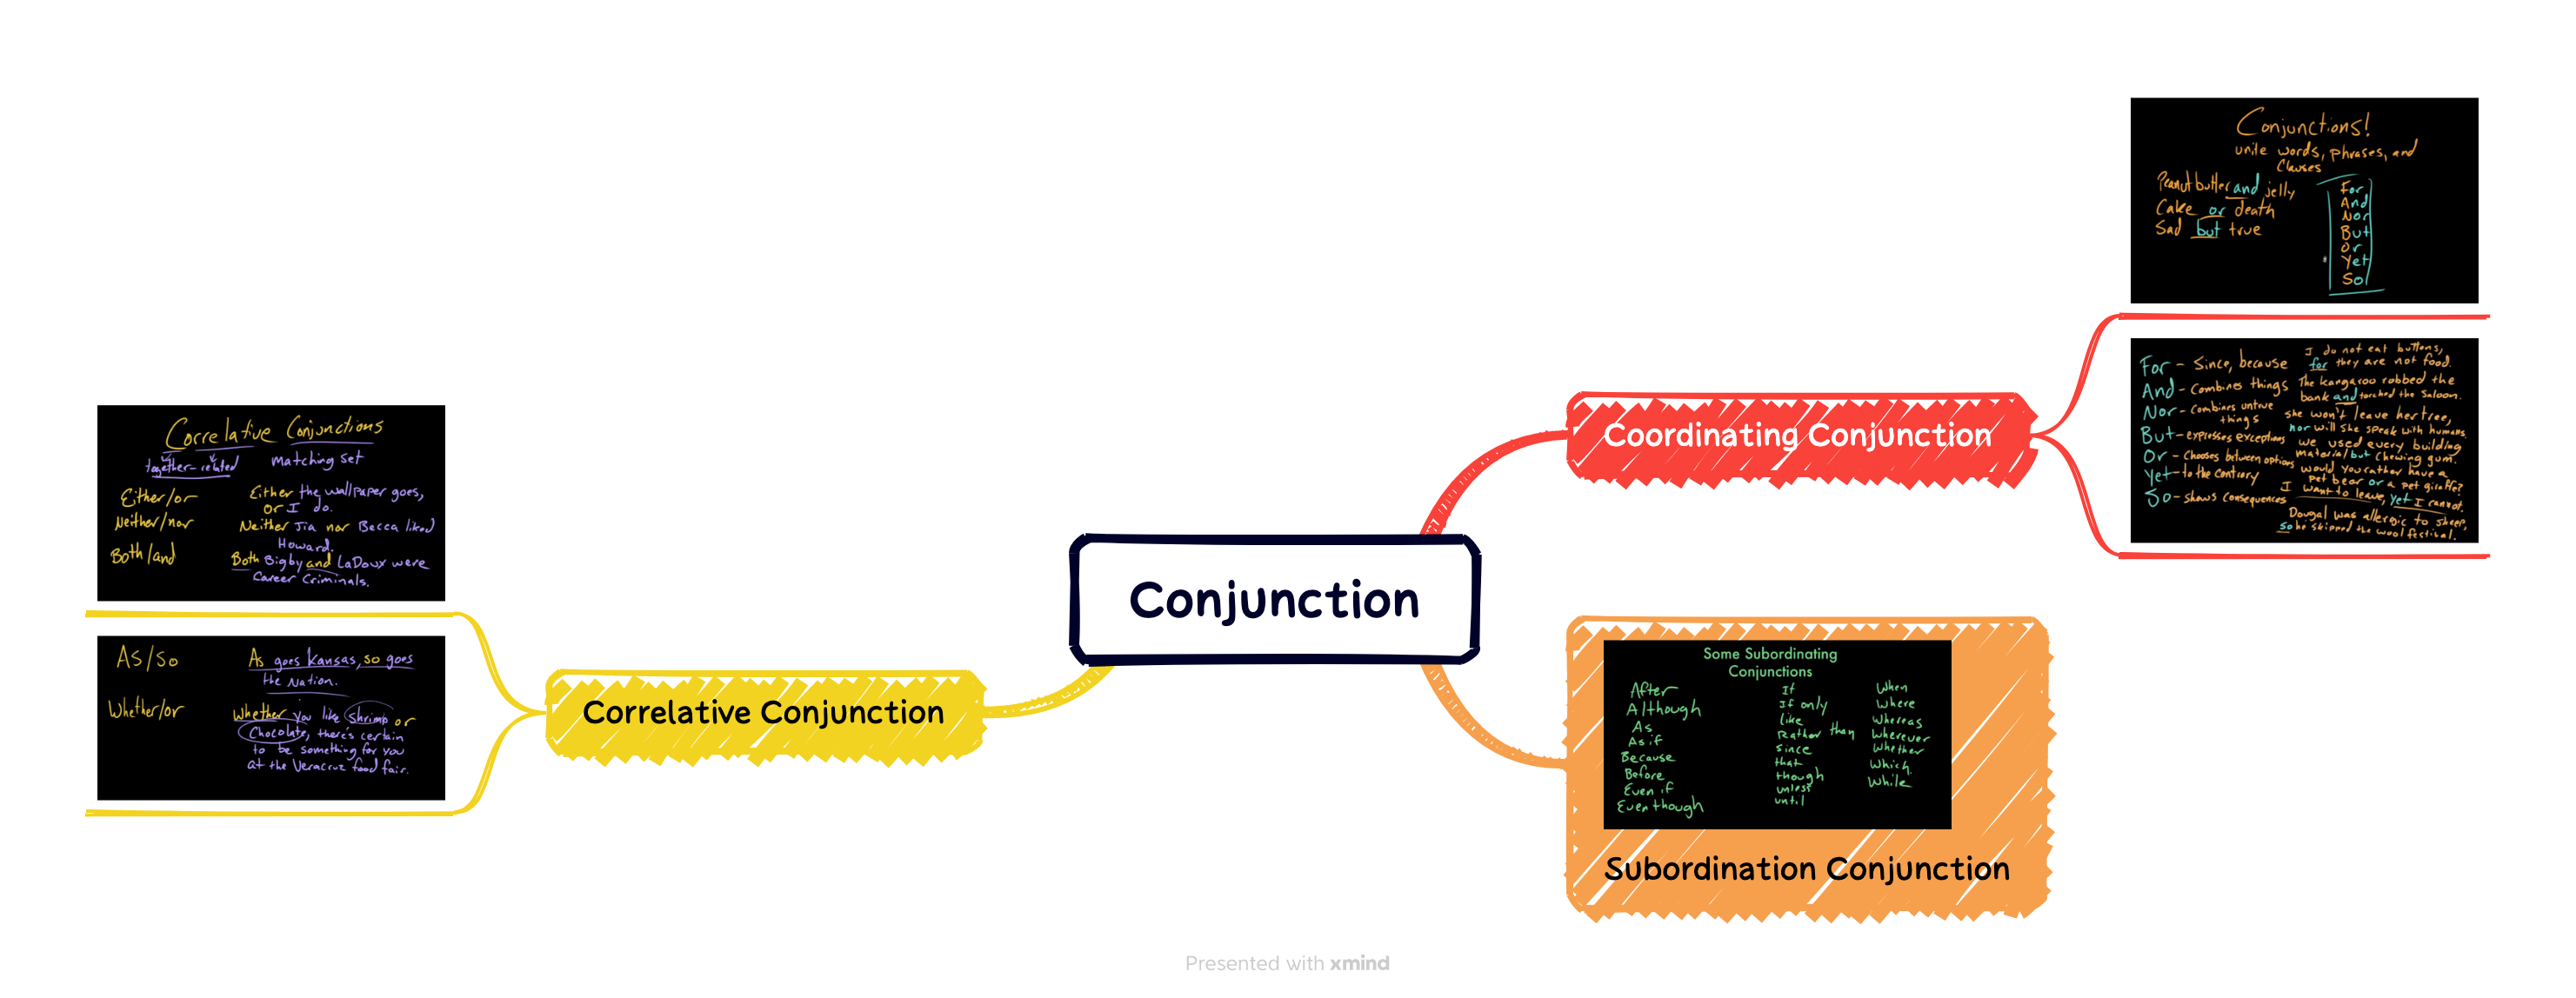 Conjunction
Coordinating Conjunction
Conjunctions!
unite words, phrases, and
Clauses
Peanut butter and jelly
Cake or death
Sad but true
For
And
Nor
But
Or
Yet
So
For - Since, because
I do not eat buttons,
for they are not food.
And - Combines things
The kangaroo robbed the
bank and torched the Saloon.
Nor - Combines untrue
things
She won't leave her tree,
nor will she speak with humans.
But - expresses exceptions
we used every building
material but chewing gum.
Or - Chooses between options
would you rather have a
pet bear or a pet giraffe?
Yet - to the contrary
I want to leave, yet I cannot.
So - shows consequences
Dougal was allergic to sheep,
so he skipped the wool festival.
Some Subordinating
Conjunctions
After
Although
As
As if
Because
Before
Even if
Even though
If
If only
like
Rather than
since
that
though
unless
until
When
Where
Whereas
Wherever
Whether
Which
While
Subordination Conjunction
Correlative Conjunction
Correlative Conjunctions
together-related
matching set
Either/or
Either the wallpaper goes,
or I do.
Neither/nor
Neither Jia nor Becca liked
Howard.
Both/and
Both Bigby and LaDoux were
Career Criminals.
As/so
As goes Kansas, so goes
the Nation.
Whether/or
Whether you like Shrimp or
Chocolate, there's certain
to be something for you
at the Veracruz food fair.
Presented with xmind